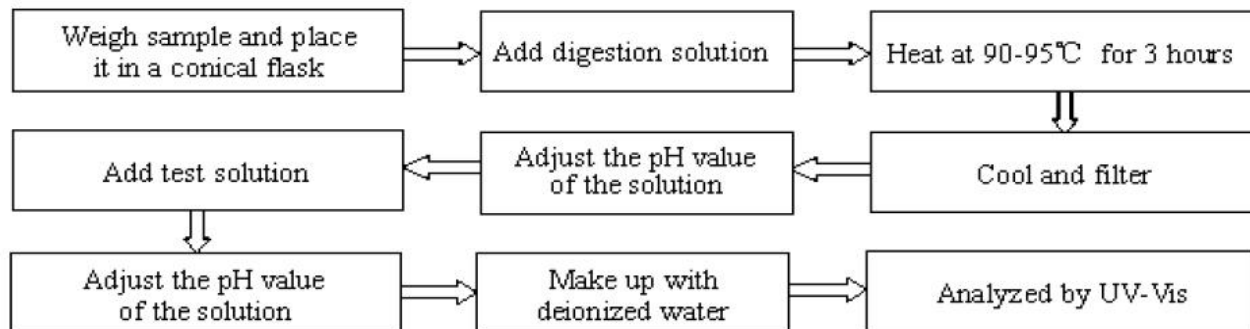 Weigh sample and place
it in a conical flask
Add digestion solution
Heat at 90-95℃ for 3 hours
Cool and filter
Adjust the pH value
of the solution
Add test solution
Adjust the pH value
of the solution
Make up with
deionized water
Analyzed by UV-Vis